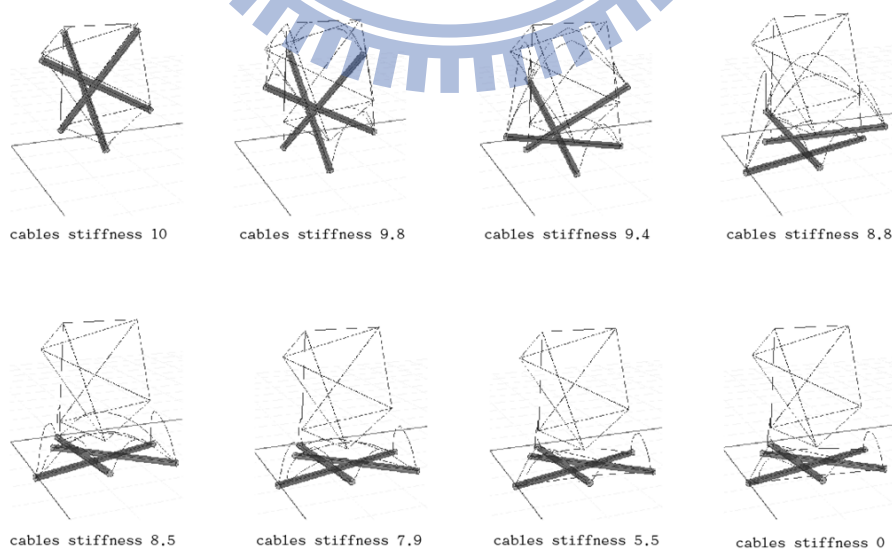 cables stiffness 10
cables stiffness 9.8
cables stiffness 9.4
cables stiffness 8.8
cables stiffness 8.5
cables stiffness 7.9
cables stiffness 5.5
cables stiffness 0